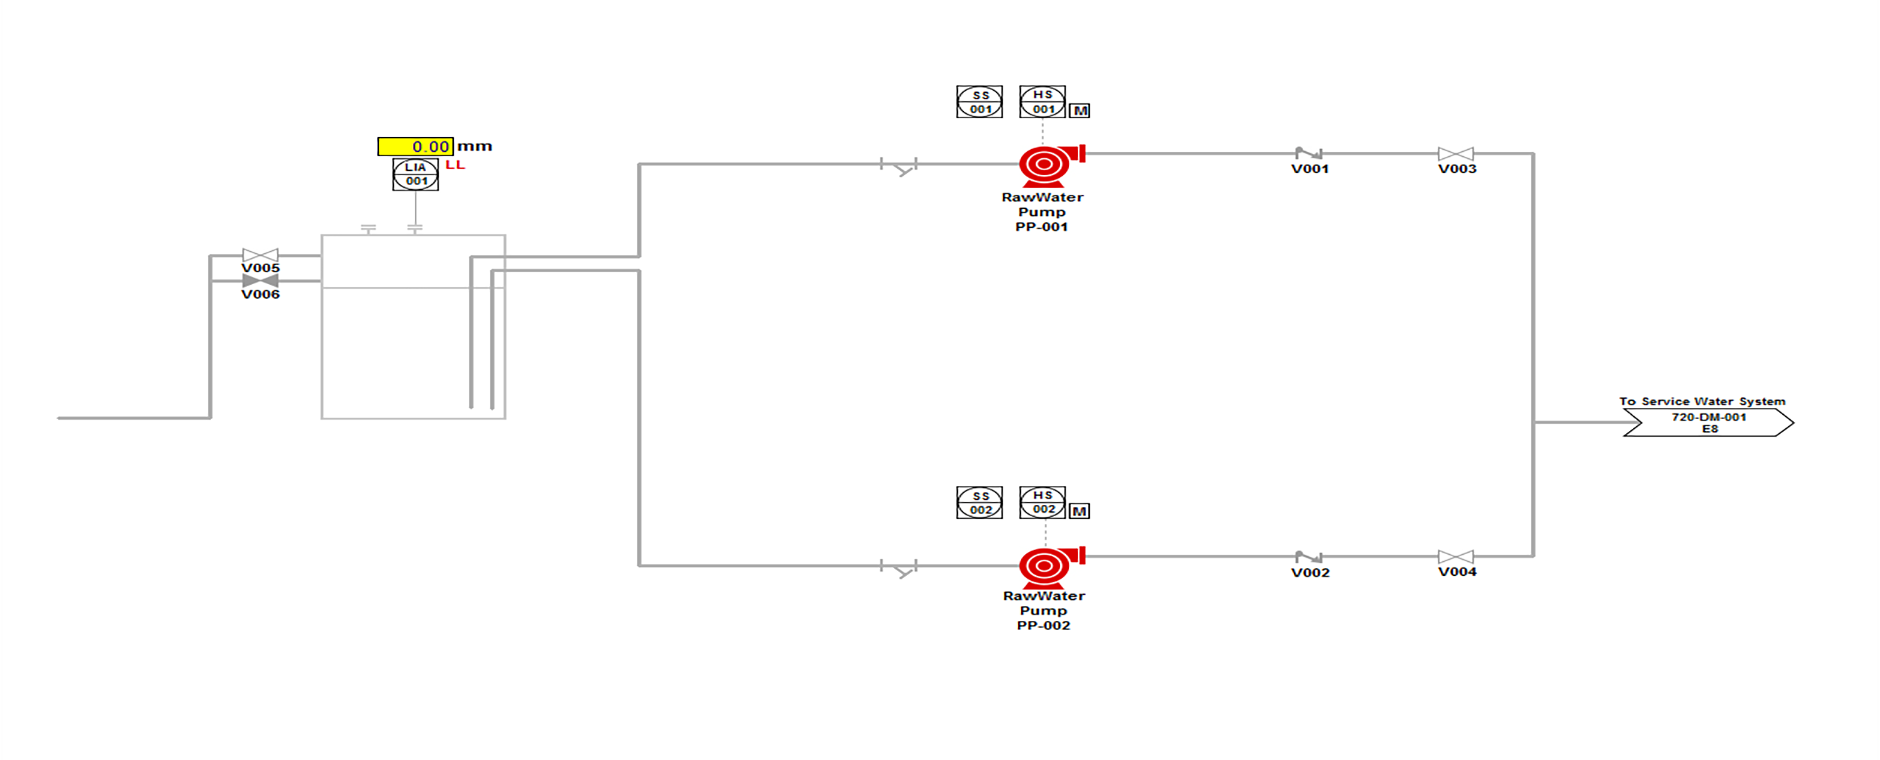 SS
001
HS
001
M
0.00 mm
LIA
001
LL
V001
V003
RawWater
Pump
PP-001
V005
V006
To Service Water System
720-DM-001
E8
SS
002
HS
002
M
V002
V004
RawWater
Pump
PP-002